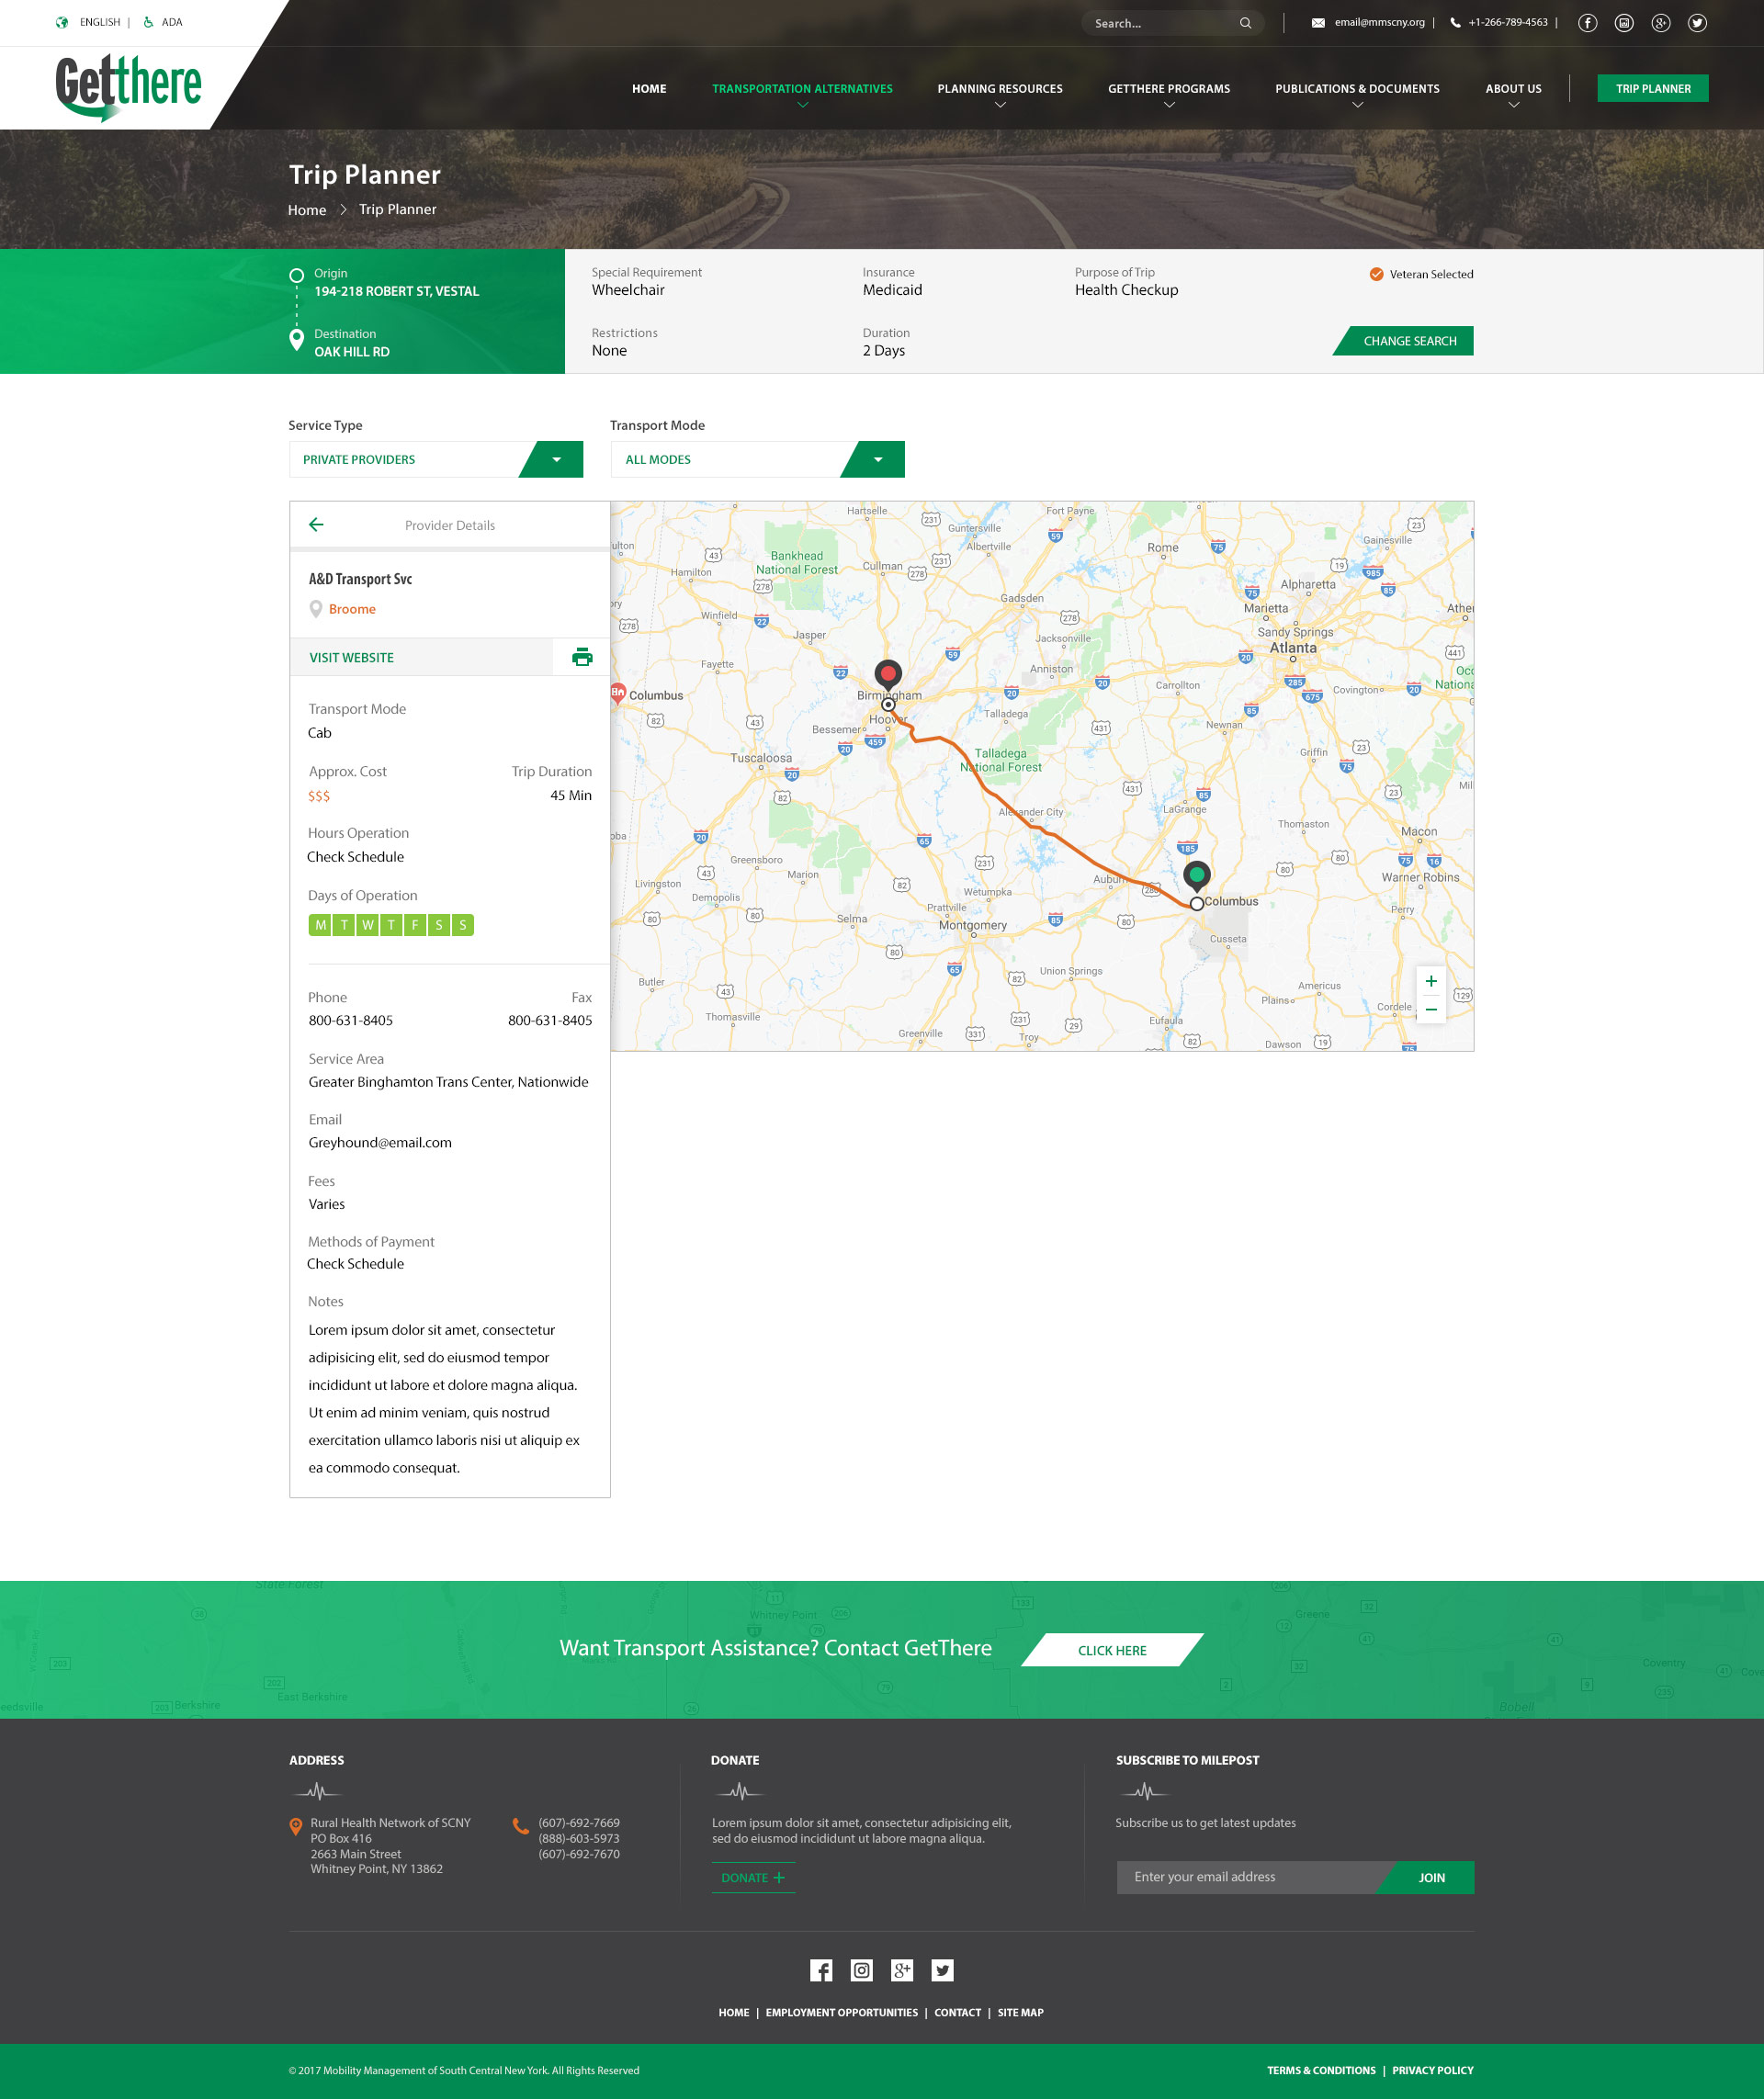 ENGLISH | ADA
Search...
email@mmscny.org | +1-266-789-4563 |
Getthere
HOME
TRANSPORTATION ALTERNATIVES
PLANNING RESOURCES
GETTHERE PROGRAMS
PUBLICATIONS & DOCUMENTS
ABOUT US
TRIP PLANNER
Trip Planner
Home > Trip Planner
Origin
194-218 ROBERT ST, VESTAL
Destination
OAK HILL RD
Special Requirement
Wheelchair
Insurance
Medicaid
Purpose of Trip
Health Checkup
Veteran Selected
Restrictions
None
Duration
2 Days
CHANGE SEARCH
Service Type
PRIVATE PROVIDERS
Transport Mode
ALL MODES
Provider Details
A&D Transport Svc
Broome
VISIT WEBSITE
Transport Mode
Cab
Approx. Cost
$$$
Trip Duration
45 Min
Hours Operation
Check Schedule
Days of Operation
M T W T F S S
Phone
800-631-8405
Fax
800-631-8405
Service Area
Greater Binghamton Trans Center, Nationwide
Email
Greyhound@email.com
Fees
Varies
Methods of Payment
Check Schedule
Notes
Lorem ipsum dolor sit amet, consectetur
adipisicing elit, sed do eiusmod tempor
incididunt ut labore et dolore magna aliqua.
Ut enim ad minim veniam, quis nostrud
exercitation ullamco laboris nisi ut aliquip ex
ea commodo consequat.
Hartselle
Fort Payne
Guntersville
Albertville
Rome
Gainesville
Bankhead
National Forest
Cullman
Hamilton
Alpharetta
Gadsden
Marietta
Winfield
Jasper
Sandy Springs
Atlanta
Jacksonville
Fayette
Anniston
Columbus
Birmingham
Carrollton
Covington
Hoover
Talladega
Bessemer
Newnan
Tuscaloosa
Talladega
National Forest
Griffin
Alexander City
LaGrange
Thomaston
Macon
Greensboro
Marion
Auburn
Warner Robins
Livingston
Demopolis
Wetumpka
Prattville
Columbus
Perry
Selma
Montgomery
Cusseta
Butler
Union Springs
Americus
Plains
Cordele
Thomasville
Eufaula
Greenville
Troy
Dawson
Want Transport Assistance? Contact GetThere
CLICK HERE
State Forest
Whitney Point
Greene
East Berkshire
Berkshire
Coventry
ADDRESS
Rural Health Network of SCNY
PO Box 416
2663 Main Street
Whitney Point, NY 13862
(607)-692-7669
(888)-603-5973
(607)-692-7670
DONATE
Lorem ipsum dolor sit amet, consectetur adipisicing elit,
sed do eiusmod incididunt ut labore magna aliqua.
DONATE +
SUBSCRIBE TO MILEPOST
Subscribe us to get latest updates
Enter your email address
JOIN
HOME | EMPLOYMENT OPPORTUNITIES | CONTACT | SITE MAP
© 2017 Mobility Management of South Central New York. All Rights Reserved
TERMS & CONDITIONS | PRIVACY POLICY